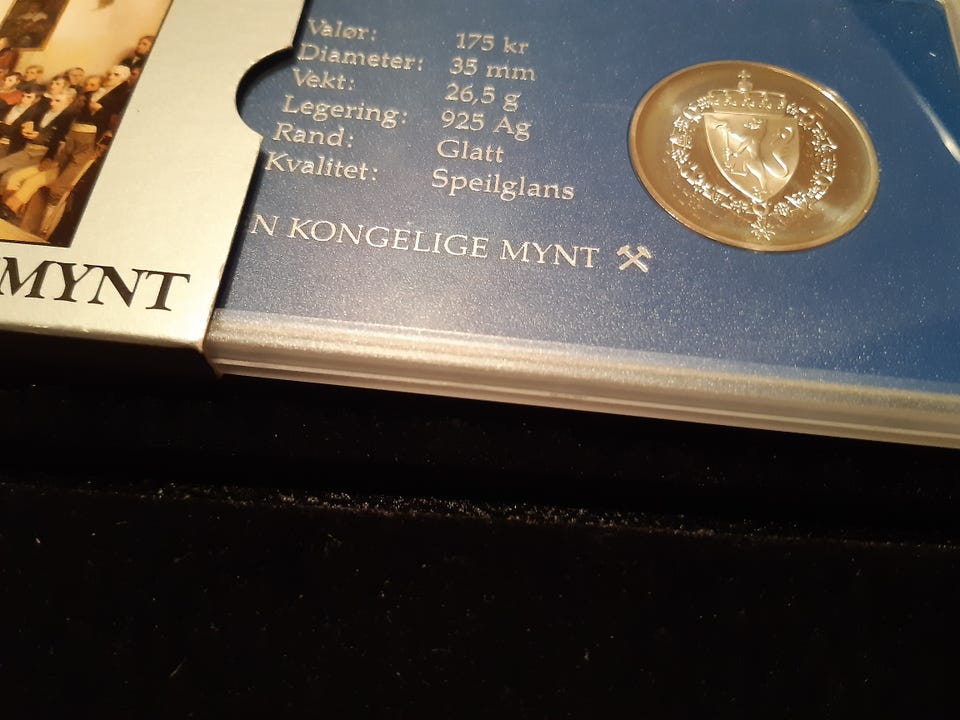 Valør: 175 kr
Diameter: 35 mm
Vekt: 26,5 g
Legering: 925 Ag
Rand: Glatt
Kvalitet: Speilglans
N KONGELIGE MYNT
MYNT